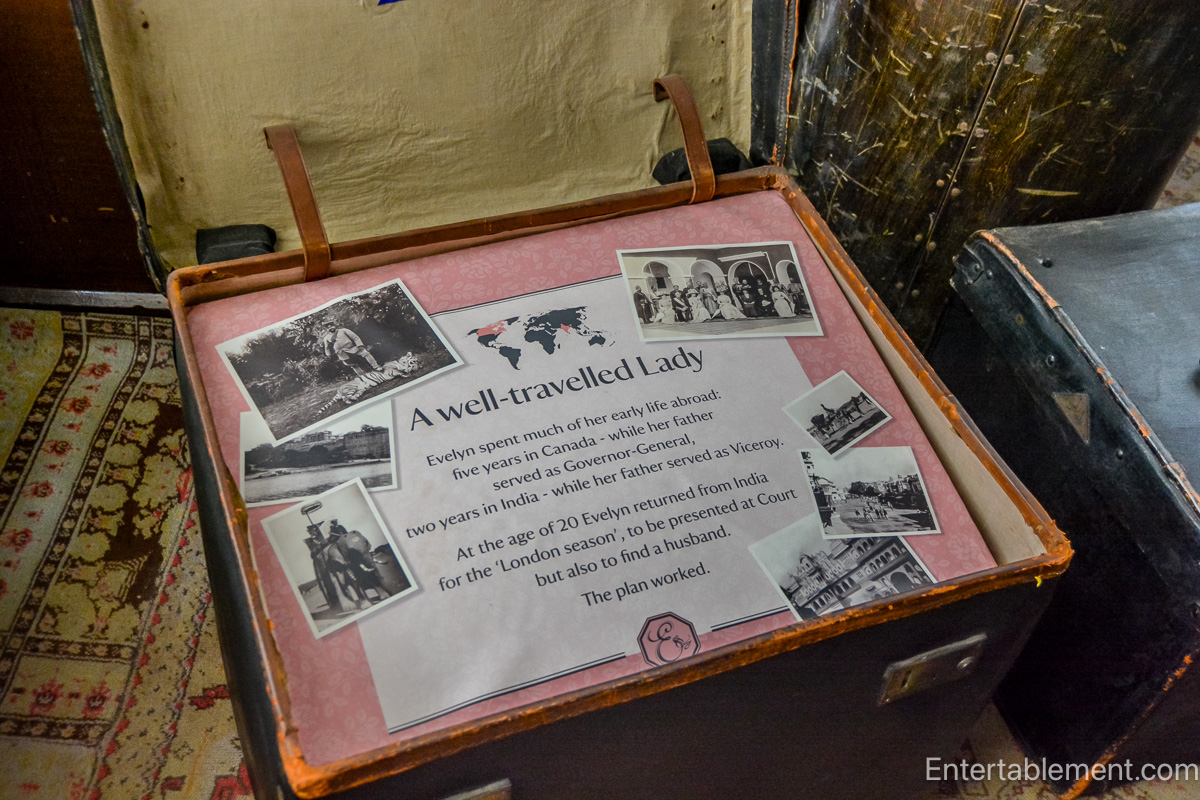 A well-travelled Lady
Evelyn spent much of her early life abroad:
five years in Canada - while her father
served as Governor-General,
two years in India - while her father served as Viceroy.
At the age of 20 Evelyn returned from India
for the ‘London season’, to be presented at Court
but also to find a husband.
The plan worked.
E
Entertablement.com